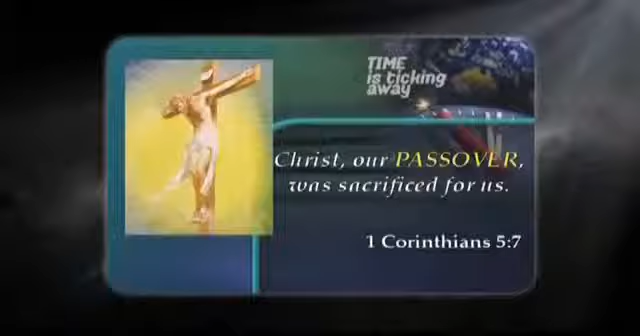 TIME
is ticking
away
Christ, our PASSOVER,
was sacrificed for us.
1 Corinthians 5:7